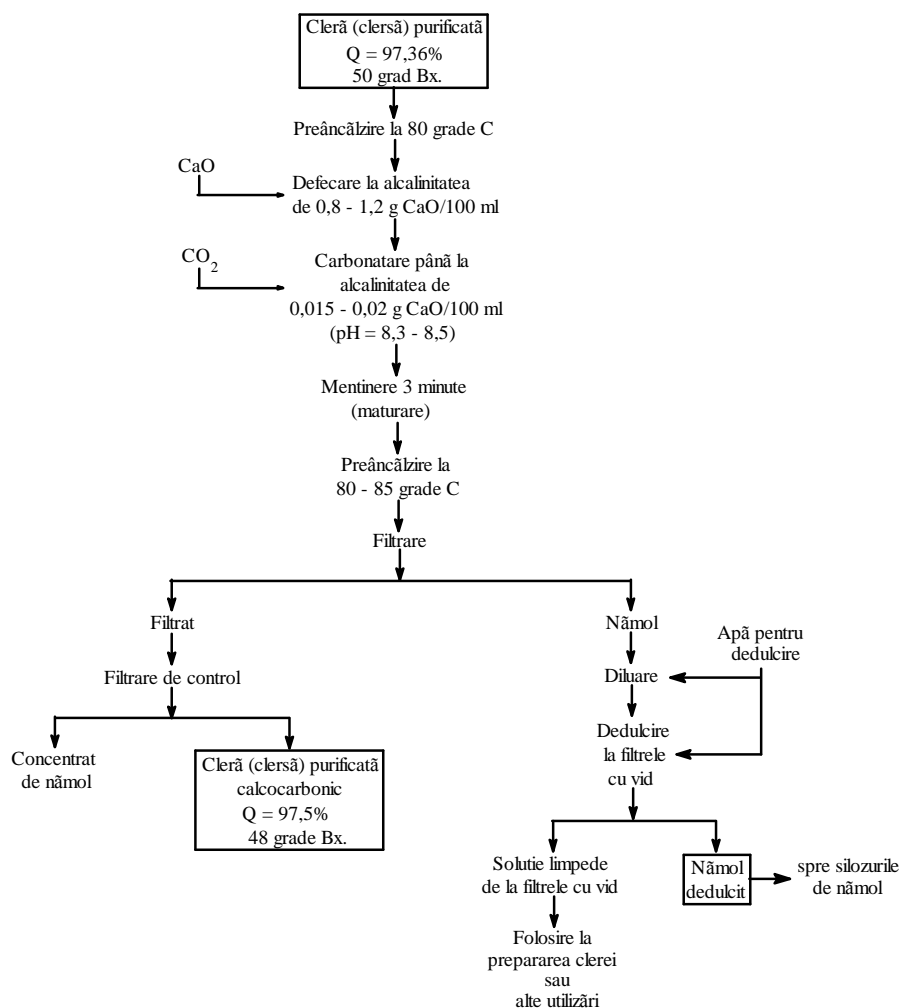 Clerã (clersã) purificatã
Q = 97,36%
50 grad Bx.
Preâncãlzire la 80 grade C
CaO
Defecare la alcalinitatea
de 0,8 - 1,2 g CaO/100 ml
CO2
Carbonatare pânã la
alcalinitatea de
0,015 - 0,02 g CaO/100 ml
(pH = 8,3 - 8,5)
Mentinere 3 minute
(maturare)
Preâncãlzire la
80 - 85 grade C
Filtrare
Filtrat
Filtrare de control
Concentrat
de nãmol
Clerã (clersã) purificatã
calcocarbonic
Q = 97,5%
48 grade Bx.
Nãmol
Apã pentru
dedulcire
Diluare
Dedulcire
la filtrele
cu vid
Solutie limpede
de la filtrele cu vid
Folosire la
prepararea clerei
sau
alte utilizãri
Nãmol
dedulcit
spre silozurile
de nãmol